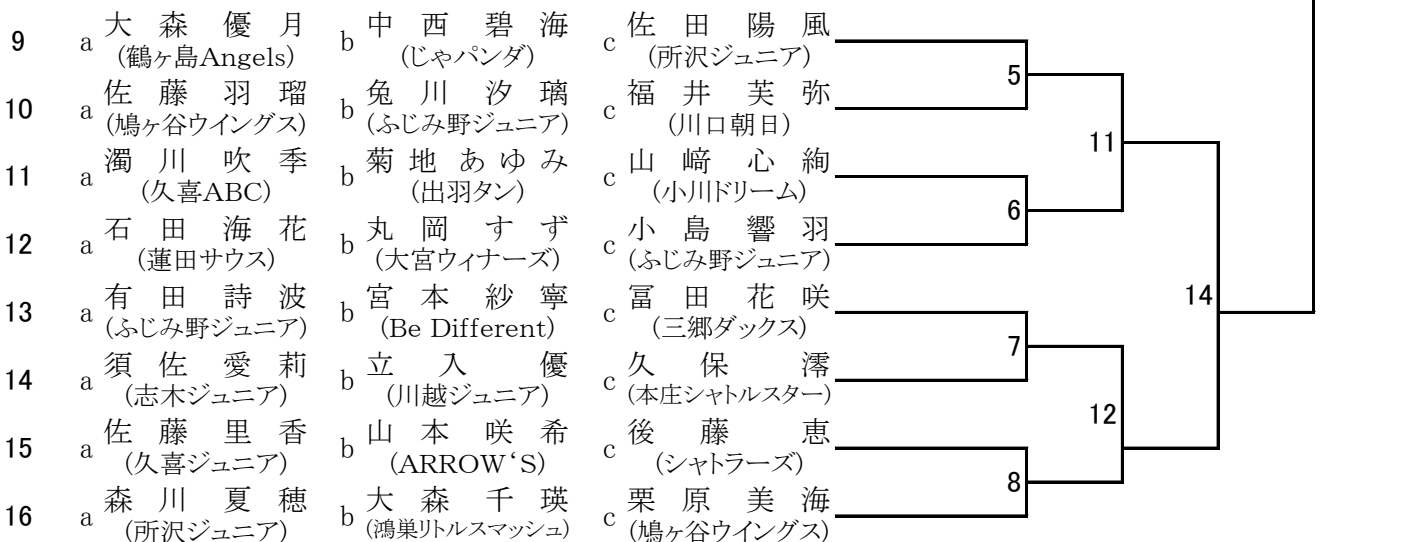 9 a 大森優月 b 中西碧海 c 佐田陽風
(鶴ヶ島Angels) (じゃパンダ) (所沢ジュニア)
5
10 a 佐藤羽瑠 b 兔川汐璃 c 福井芙弥
(鳩ヶ谷ウイングス) (ふじみ野ジュニア) (川口朝日)
11
11 a 濁川吹季 b 菊地あゆみ c 山﨑心絢
(久喜ABC) (出羽タン) (小川ドリーム)
6
12 a 石田海花 b 丸岡すず c 小島響羽
(蓮田サウス) (大宮ウィナーズ) (ふじみ野ジュニア)
14
13 a 有田詩波 b 宮本紗寧 c 冨田花咲
(ふじみ野ジュニア) (Be Different) (三郷ダックス)
7
14 a 須佐愛莉 b 立入優 c 久保澪
(志木ジュニア) (川越ジュニア) (本庄シャトルスター)
12
15 a 佐藤里香 b 山本咲希 c 後藤恵
(久喜ジュニア) (ARROW‘S) (シャトラーズ)
8
16 a 森川夏穂 b 大森千瑛 c 栗原美海
(所沢ジュニア) (鴻巣リトルスマッシュ) (鳩ヶ谷ウイングス)